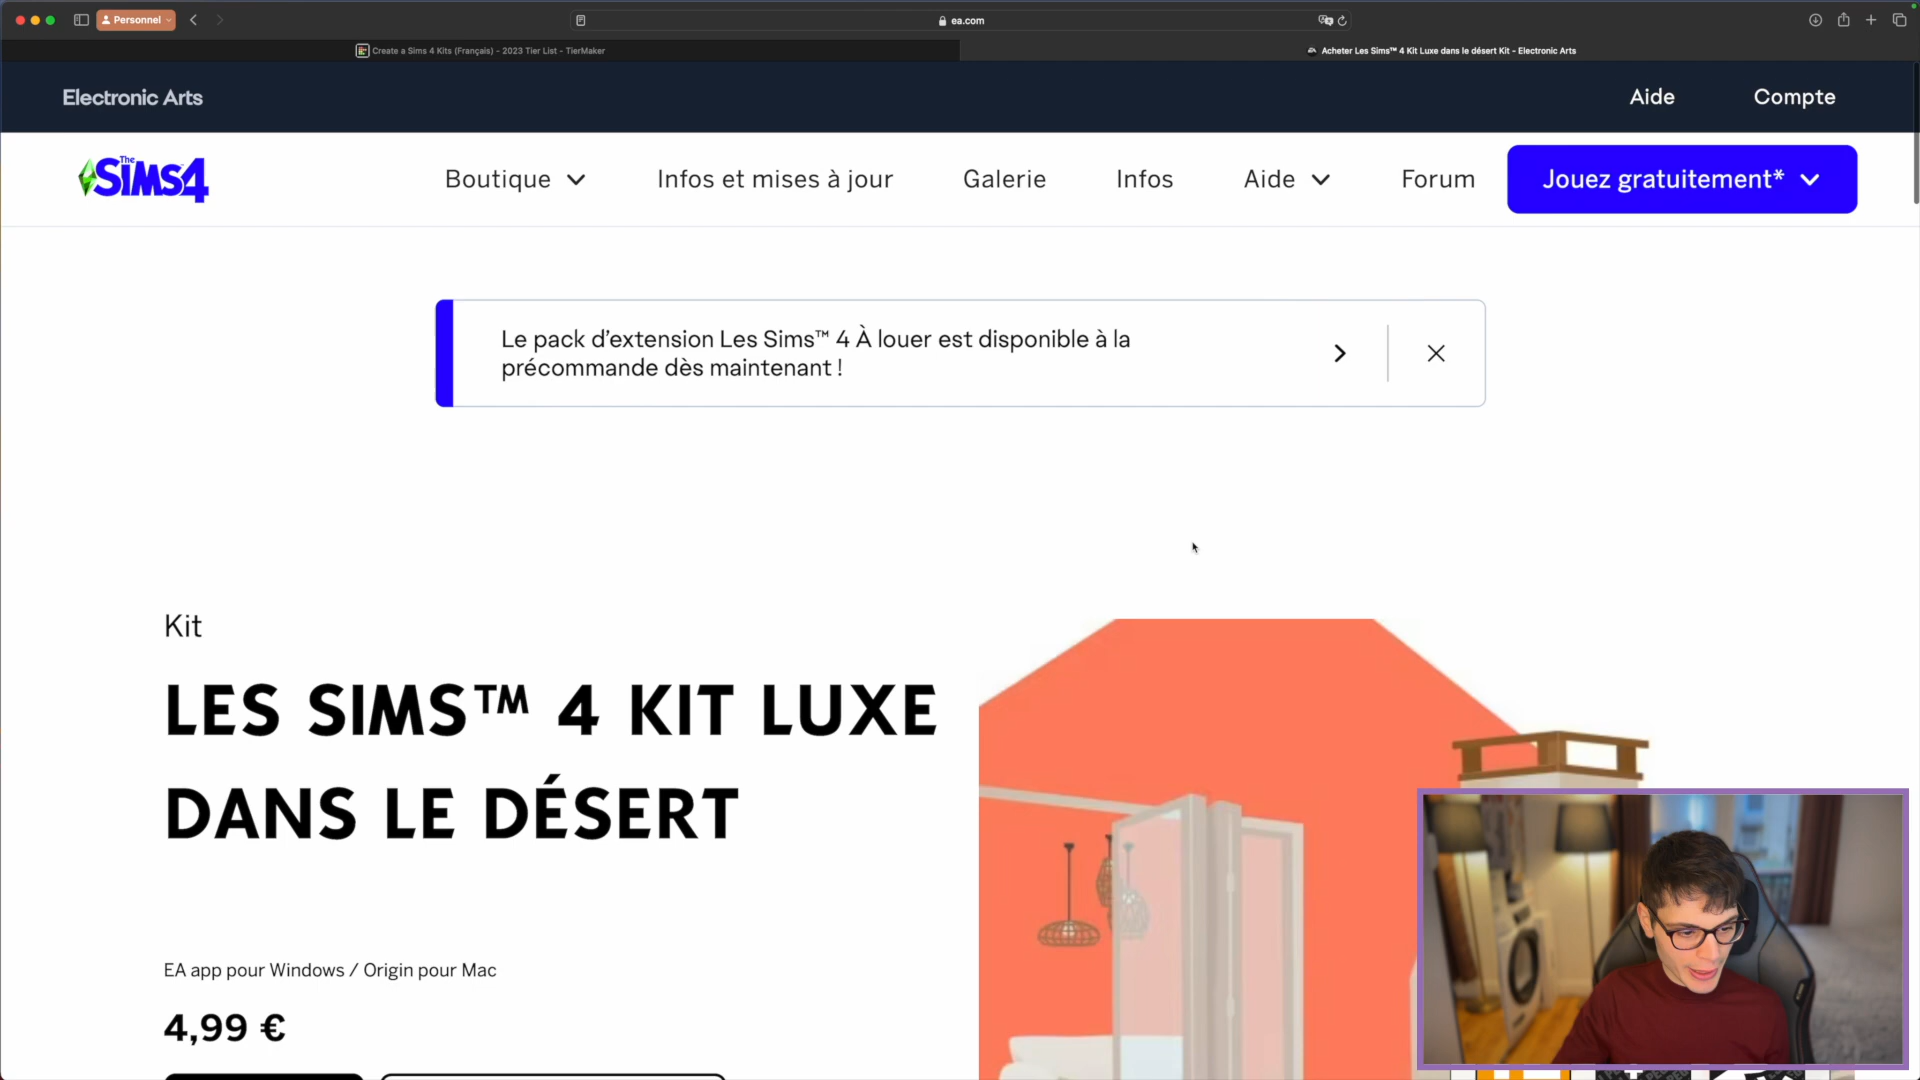 Personnel
ea.com
Create a Sims 4 Kits (Français) - 2023 Tier List - TierMaker
Acheter Les Sims™ 4 Kit Luxe dans le désert Kit - Electronic Arts
Electronic Arts
Aide
Compte
The SIMS 4
Boutique
Infos et mises à jour
Galerie
Infos
Aide
Forum
Jouez gratuitement*
Le pack d’extension Les Sims™ 4 À louer est disponible à la
précommande dès maintenant !
Kit
LES SIMS™ 4 KIT LUXE
DANS LE DÉSERT
EA app pour Windows / Origin pour Mac
4,99 €